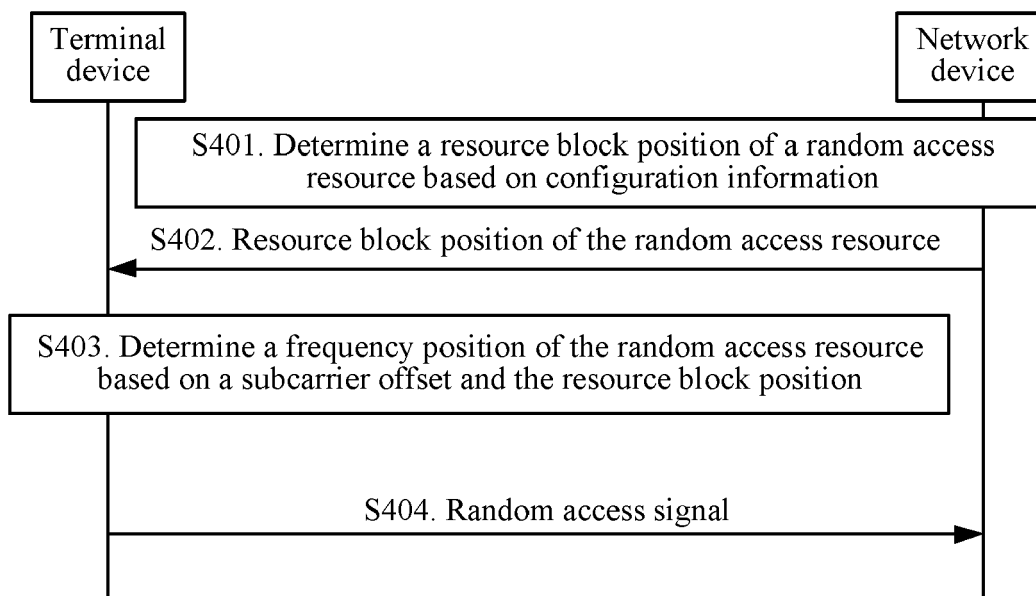 Terminal
device
Network
device
S401. Determine a resource block position of a random access
resource based on configuration information
S402. Resource block position of the random access resource
S403. Determine a frequency position of the random access resource
based on a subcarrier offset and the resource block position
S404. Random access signal